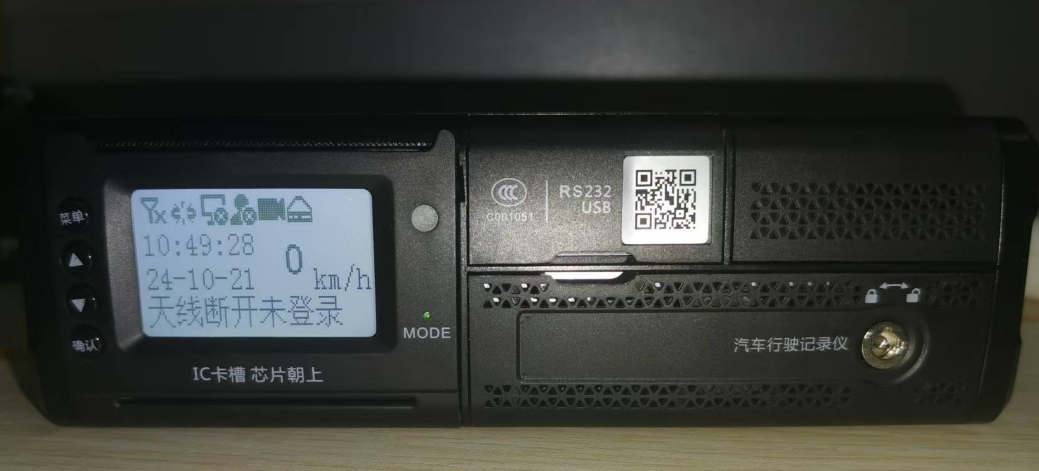 菜单
确认
10:49:28
0
24-10-21
km/h
天线断开未登录
MODE
IC卡槽 芯片朝上
CCC
C001051
RS232
USB
汽车行驶记录仪